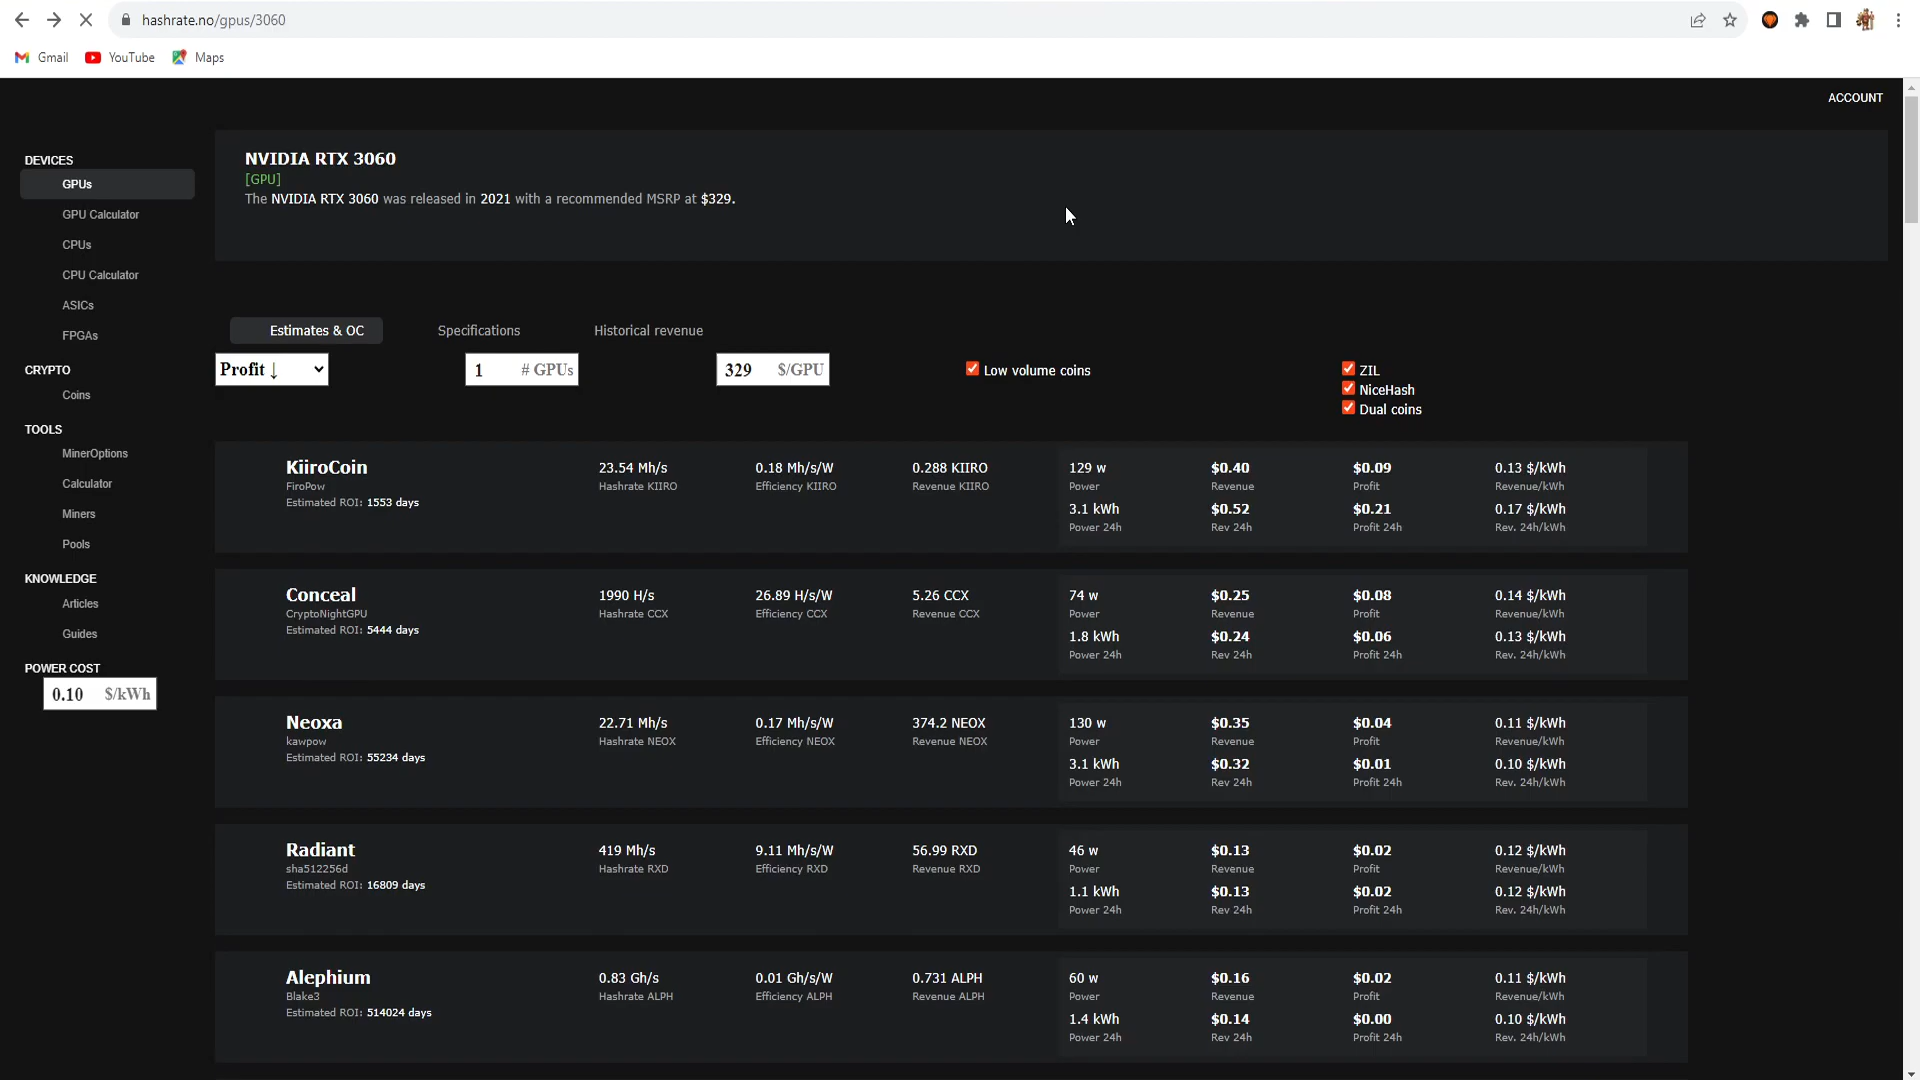 hashrate.no/gpus/3060
Gmail YouTube Maps
ACCOUNT
DEVICES
GPUs
GPU Calculator
CPUs
CPU Calculator
ASICs
FPGAs
CRYPTO
Coins
TOOLS
MinerOptions
Calculator
Miners
Pools
KNOWLEDGE
Articles
Guides
POWER COST
0.10 $/kWh
NVIDIA RTX 3060
[GPU]
The NVIDIA RTX 3060 was released in 2021 with a recommended MSRP at $329.
Estimates & OC Specifications Historical revenue
Profit ↓ 1 # GPUs 329 $/GPU Low volume coins ZIL
NiceHash
Dual coins
KiiroCoin 23.54 Mh/s 0.18 Mh/s/W 0.288 KIIRO 129 w $0.40 $0.09 0.13 $/kWh
FiroPow Hashrate KIIRO Efficiency KIIRO Revenue KIIRO Power Revenue Profit Revenue/kWh
Estimated ROI: 1553 days 3.1 kWh $0.52 $0.21 0.17 $/kWh
Power 24h Rev 24h Profit 24h Rev. 24h/kWh
Conceal 1990 H/s 26.89 H/s/W 5.26 CCX 74 w $0.25 $0.08 0.14 $/kWh
CryptoNightGPU Hashrate CCX Efficiency CCX Revenue CCX Power Revenue Profit Revenue/kWh
Estimated ROI: 5444 days 1.8 kWh $0.24 $0.06 0.13 $/kWh
Power 24h Rev 24h Profit 24h Rev. 24h/kWh
Neoxa 22.71 Mh/s 0.17 Mh/s/W 374.2 NEOX 130 w $0.35 $0.04 0.11 $/kWh
kawpow Hashrate NEOX Efficiency NEOX Revenue NEOX Power Revenue Profit Revenue/kWh
Estimated ROI: 55234 days 3.1 kWh $0.32 $0.01 0.10 $/kWh
Power 24h Rev 24h Profit 24h Rev. 24h/kWh
Radiant 419 Mh/s 9.11 Mh/s/W 56.99 RXD 46 w $0.13 $0.02 0.12 $/kWh
sha512256d Hashrate RXD Efficiency RXD Revenue RXD Power Revenue Profit Revenue/kWh
Estimated ROI: 16809 days 1.1 kWh $0.13 $0.02 0.12 $/kWh
Power 24h Rev 24h Profit 24h Rev. 24h/kWh
Alephium 0.83 Gh/s 0.01 Gh/s/W 0.731 ALPH 60 w $0.16 $0.02 0.11 $/kWh
Blake3 Hashrate ALPH Efficiency ALPH Revenue ALPH Power Revenue Profit Revenue/kWh
Estimated ROI: 514024 days 1.4 kWh $0.14 $0.00 0.10 $/kWh
Power 24h Rev 24h Profit 24h Rev. 24h/kWh